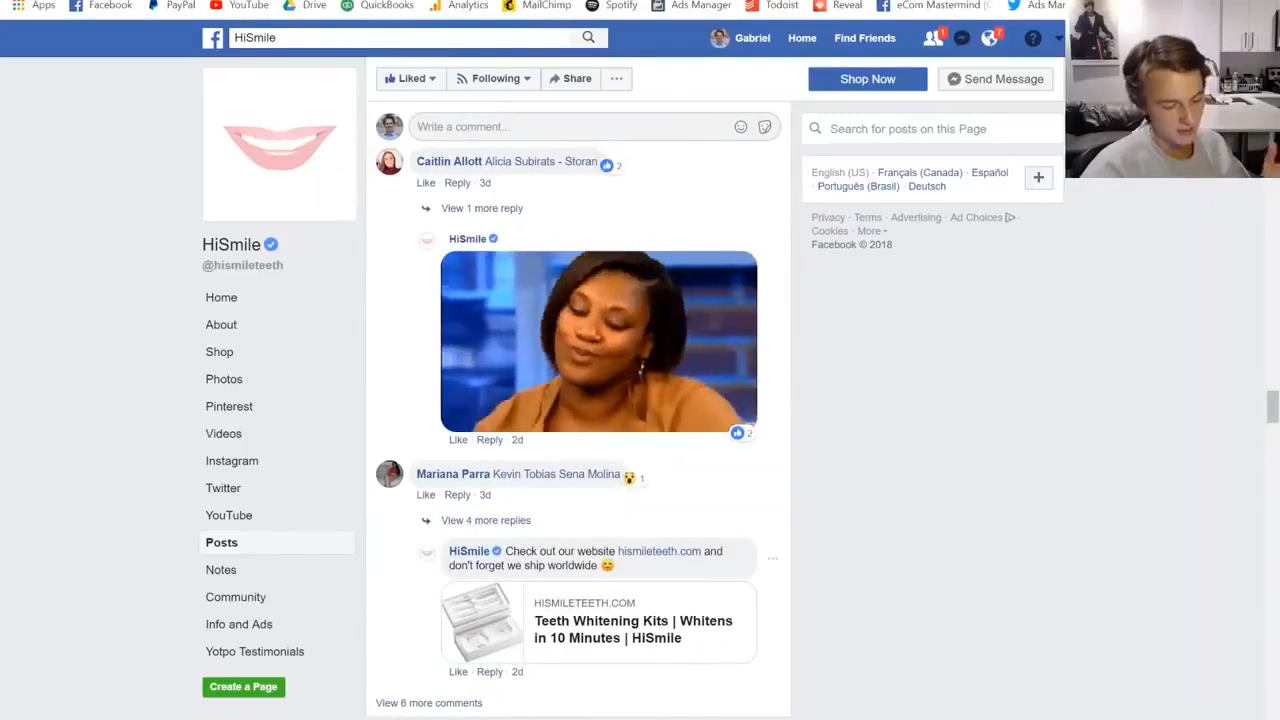 Apps Facebook PayPal YouTube Drive QuickBooks Analytics MailChimp Spotify Ads Manager Todoist Reveal eCom Mastermind Ads Man
HiSmile
Gabriel Home Find Friends 1 7
Liked Following Share
Shop Now Send Message
Write a comment...
Search for posts on this Page
Caitlin Allott Alicia Subirats - Storan 2
Like Reply 3d
View 1 more reply
English (US) · Français (Canada) · Español
Português (Brasil) · Deutsch
Privacy · Terms · Advertising · Ad Choices
Cookies · More
Facebook © 2018
HiSmile
HiSmile
@hismileteeth
Home
About
Shop
Photos
Pinterest
Videos
Instagram
Twitter
YouTube
Posts
Notes
Community
Info and Ads
Yotpo Testimonials
Create a Page
2
Like · Reply · 2d
Mariana Parra Kevin Tobias Sena Molina 1
Like · Reply · 3d
View 4 more replies
HiSmile Check out our website hismileteeth.com and
don't forget we ship worldwide
HISMILETEETH.COM
Teeth Whitening Kits | Whitens
in 10 Minutes | HiSmile
Like · Reply · 2d
View 6 more comments